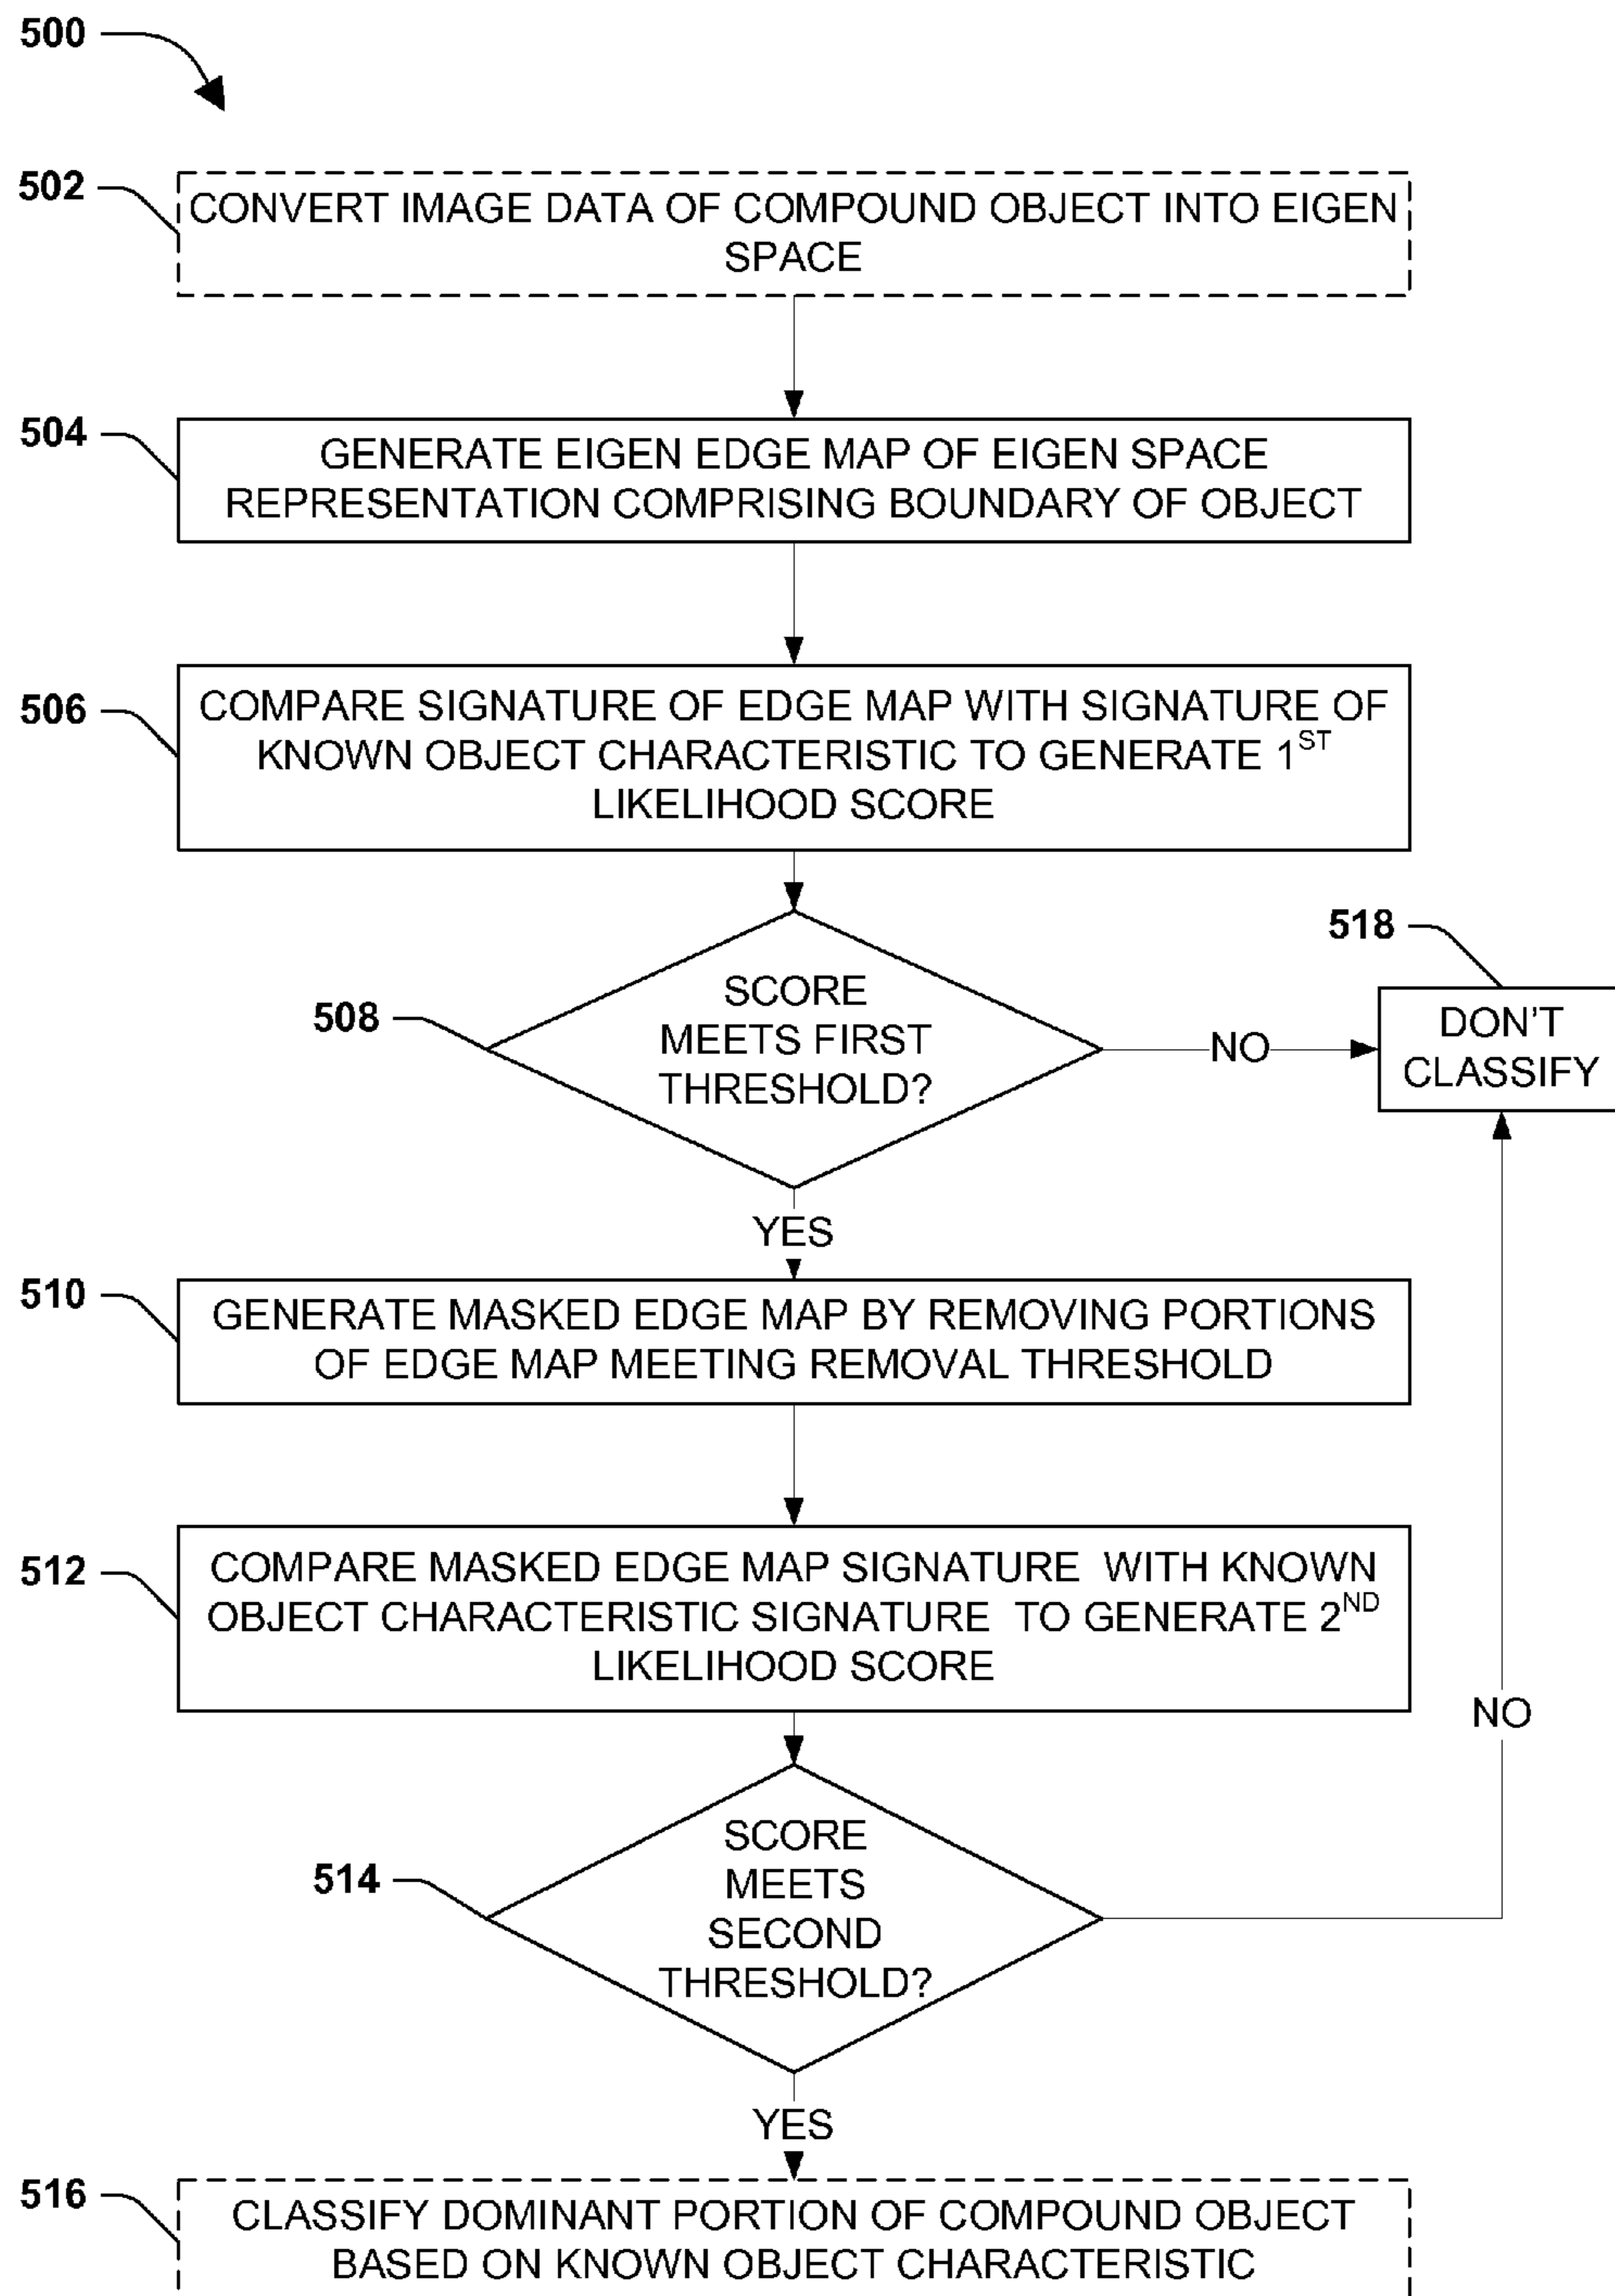 500
502
CONVERT IMAGE DATA OF COMPOUND OBJECT INTO EIGEN
SPACE
504
GENERATE EIGEN EDGE MAP OF EIGEN SPACE
REPRESENTATION COMPRISING BOUNDARY OF OBJECT
506
COMPARE SIGNATURE OF EDGE MAP WITH SIGNATURE OF
KNOWN OBJECT CHARACTERISTIC TO GENERATE 1ST
LIKELIHOOD SCORE
508
SCORE
MEETS FIRST
THRESHOLD?
NO
518
DON'T
CLASSIFY
YES
510
GENERATE MASKED EDGE MAP BY REMOVING PORTIONS
OF EDGE MAP MEETING REMOVAL THRESHOLD
512
COMPARE MASKED EDGE MAP SIGNATURE WITH KNOWN
OBJECT CHARACTERISTIC SIGNATURE TO GENERATE 2ND
LIKELIHOOD SCORE
NO
514
SCORE
MEETS
SECOND
THRESHOLD?
YES
516
CLASSIFY DOMINANT PORTION OF COMPOUND OBJECT
BASED ON KNOWN OBJECT CHARACTERISTIC